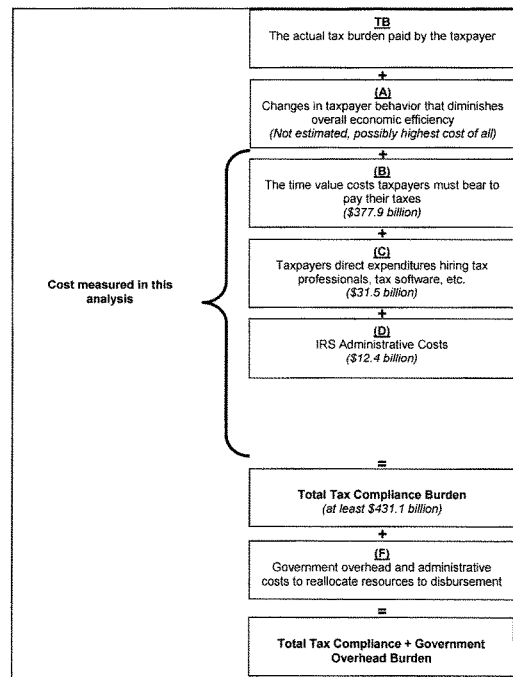 TB
The actual tax burden paid by the taxpayer
+
(A)
Changes in taxpayer behavior that diminishes
overall economic efficiency
(Not estimated, possibly highest cost of all)
+
(B)
The time value costs taxpayers must bear to
pay their taxes
($377.9 billion)
+
(C)
Taxpayers direct expenditures hiring tax
professionals, tax software, etc.
($31.5 billion)
+
(D)
IRS Administrative Costs
($12.4 billion)
Cost measured in this
analysis
=
Total Tax Compliance Burden
(at least $431.1 billion)
+
(F)
Government overhead and administrative
costs to reallocate resources to disbursement
=
Total Tax Compliance + Government
Overhead Burden